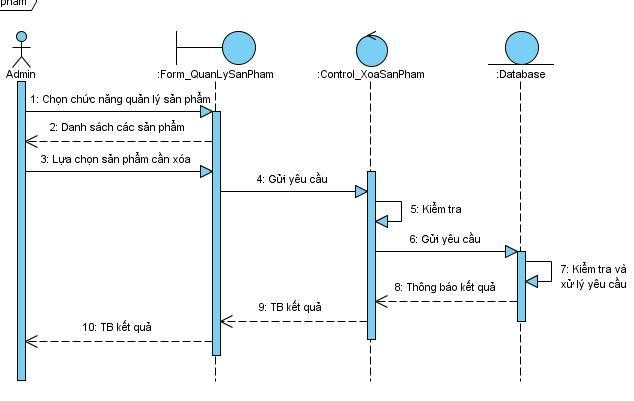 phẩm
Admin
:Form_QuanLySanPham
:Control_XoaSanPham
:Database
1: Chọn chức năng quản lý sản phẩm
2: Danh sách các sản phẩm
3: Lựa chọn sản phẩm cần xóa
4: Gửi yêu cầu
5: Kiểm tra
6: Gửi yêu cầu
7: Kiểm tra và
xử lý yêu cầu
8: Thông báo kết quả
9: TB kết quả
10: TB kết quả